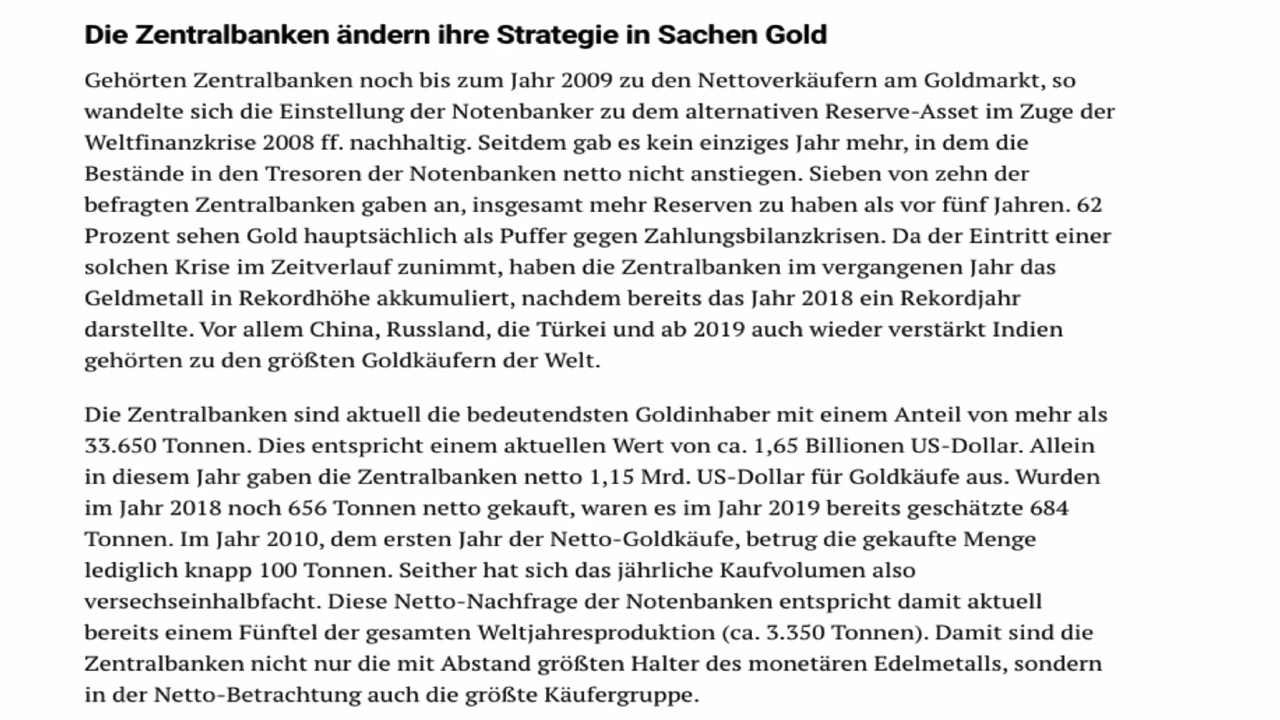 Die Zentralbanken ändern ihre Strategie in Sachen Gold
Gehörten Zentralbanken noch bis zum Jahr 2009 zu den Nettoverkäufern am Goldmarkt, so
wandelte sich die Einstellung der Notenbanker zu dem alternativen Reserve-Asset im Zuge der
Weltfinanzkrise 2008 ff. nachhaltig. Seitdem gab es kein einziges Jahr mehr, in dem die
Bestände in den Tresoren der Notenbanken netto nicht anstiegen. Sieben von zehn der
befragten Zentralbanken gaben an, insgesamt mehr Reserven zu haben als vor fünf Jahren. 62
Prozent sehen Gold hauptsächlich als Puffer gegen Zahlungsbilanzkrisen. Da der Eintritt einer
solchen Krise im Zeitverlauf zunimmt, haben die Zentralbanken im vergangenen Jahr das
Geldmetall in Rekordhöhe akkumuliert, nachdem bereits das Jahr 2018 ein Rekordjahr
darstellte. Vor allem China, Russland, die Türkei und ab 2019 auch wieder verstärkt Indien
gehörten zu den größten Goldkäufern der Welt.
Die Zentralbanken sind aktuell die bedeutendsten Goldinhaber mit einem Anteil von mehr als
33.650 Tonnen. Dies entspricht einem aktuellen Wert von ca. 1,65 Billionen US-Dollar. Allein
in diesem Jahr gaben die Zentralbanken netto 1,15 Mrd. US-Dollar für Goldkäufe aus. Wurden
im Jahr 2018 noch 656 Tonnen netto gekauft, waren es im Jahr 2019 bereits geschätzte 684
Tonnen. Im Jahr 2010, dem ersten Jahr der Netto-Goldkäufe, betrug die gekaufte Menge
lediglich knapp 100 Tonnen. Seither hat sich das jährliche Kaufvolumen also
versechseinhalbfacht. Diese Netto-Nachfrage der Notenbanken entspricht damit aktuell
bereits einem Fünftel der gesamten Weltjahresproduktion (ca. 3.350 Tonnen). Damit sind die
Zentralbanken nicht nur die mit Abstand größten Halter des monetären Edelmetalls, sondern
in der Netto-Betrachtung auch die größte Käufergruppe.